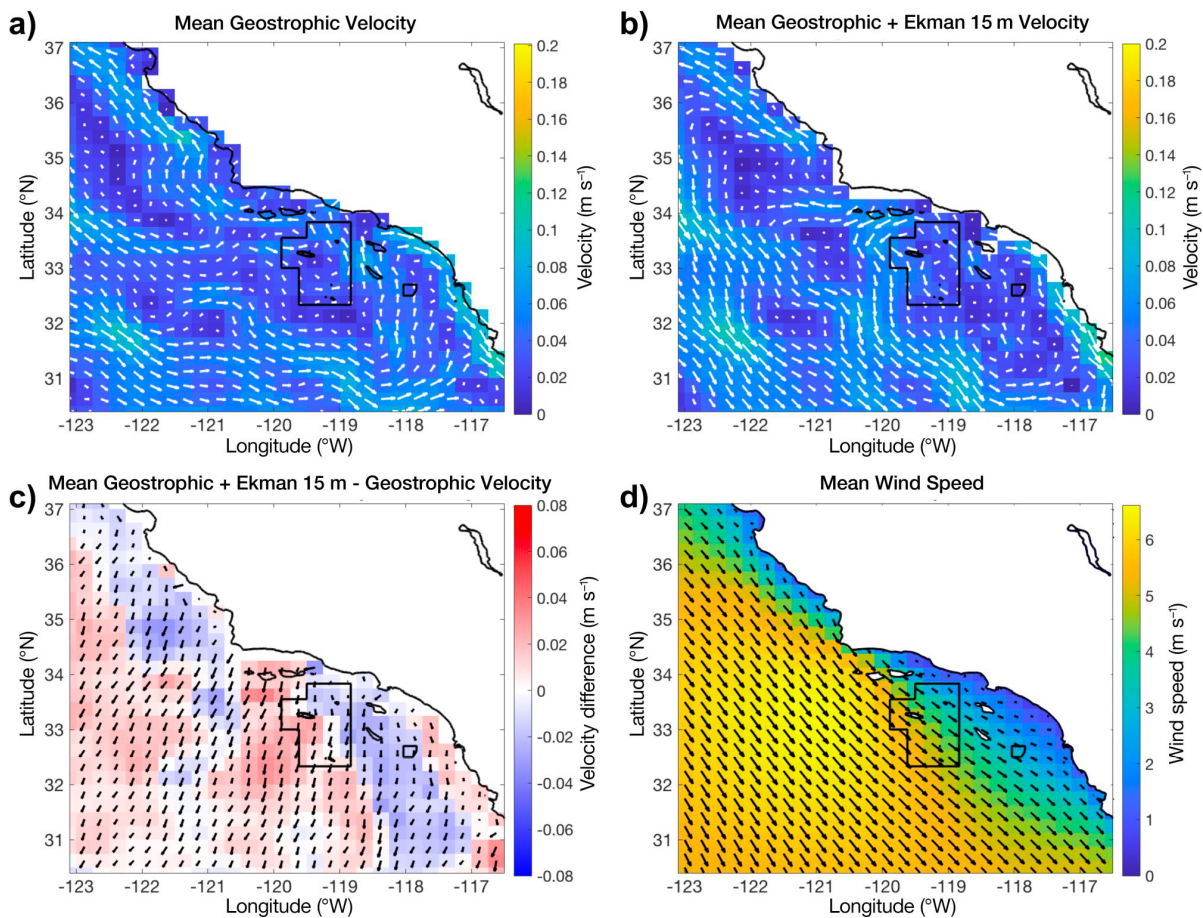 a)
Mean Geostrophic Velocity
37
36
35
34
33
32
31
Latitude (°N)
-123 -122 -121 -120 -119 -118 -117
Longitude (°W)
0.2
0.18
0.16
0.14
0.12
0.10
0.08
0.06
0.04
0.02
0
Velocity (m s⁻¹)
b)
Mean Geostrophic + Ekman 15 m Velocity
37
36
35
34
33
32
31
Latitude (°N)
-123 -122 -121 -120 -119 -118 -117
Longitude (°W)
0.2
0.18
0.16
0.14
0.12
0.10
0.08
0.06
0.04
0.02
0
Velocity (m s⁻¹)
c)
Mean Geostrophic + Ekman 15 m - Geostrophic Velocity
37
36
35
34
33
32
31
Latitude (°N)
-123 -122 -121 -120 -119 -118 -117
Longitude (°W)
0.08
0.06
0.04
0.02
0
-0.02
-0.04
-0.06
-0.08
Velocity difference (m s⁻¹)
d)
Mean Wind Speed
37
36
35
34
33
32
31
Latitude (°N)
-123 -122 -121 -120 -119 -118 -117
Longitude (°W)
6
5
4
3
2
1
0
Wind speed (m s⁻¹)